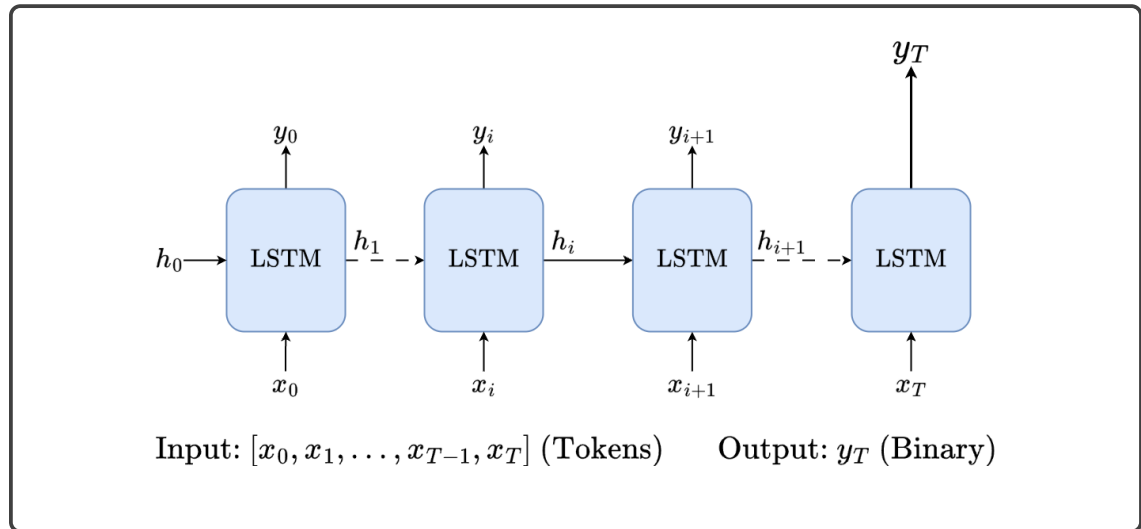 y_T
y_0 y_i y_{i+1}
h_0 LSTM h_1 LSTM h_i LSTM h_{i+1} LSTM
x_0 x_i x_{i+1} x_T
Input: [x_0, x_1, . . . , x_{T−1}, x_T] (Tokens) Output: y_T (Binary)